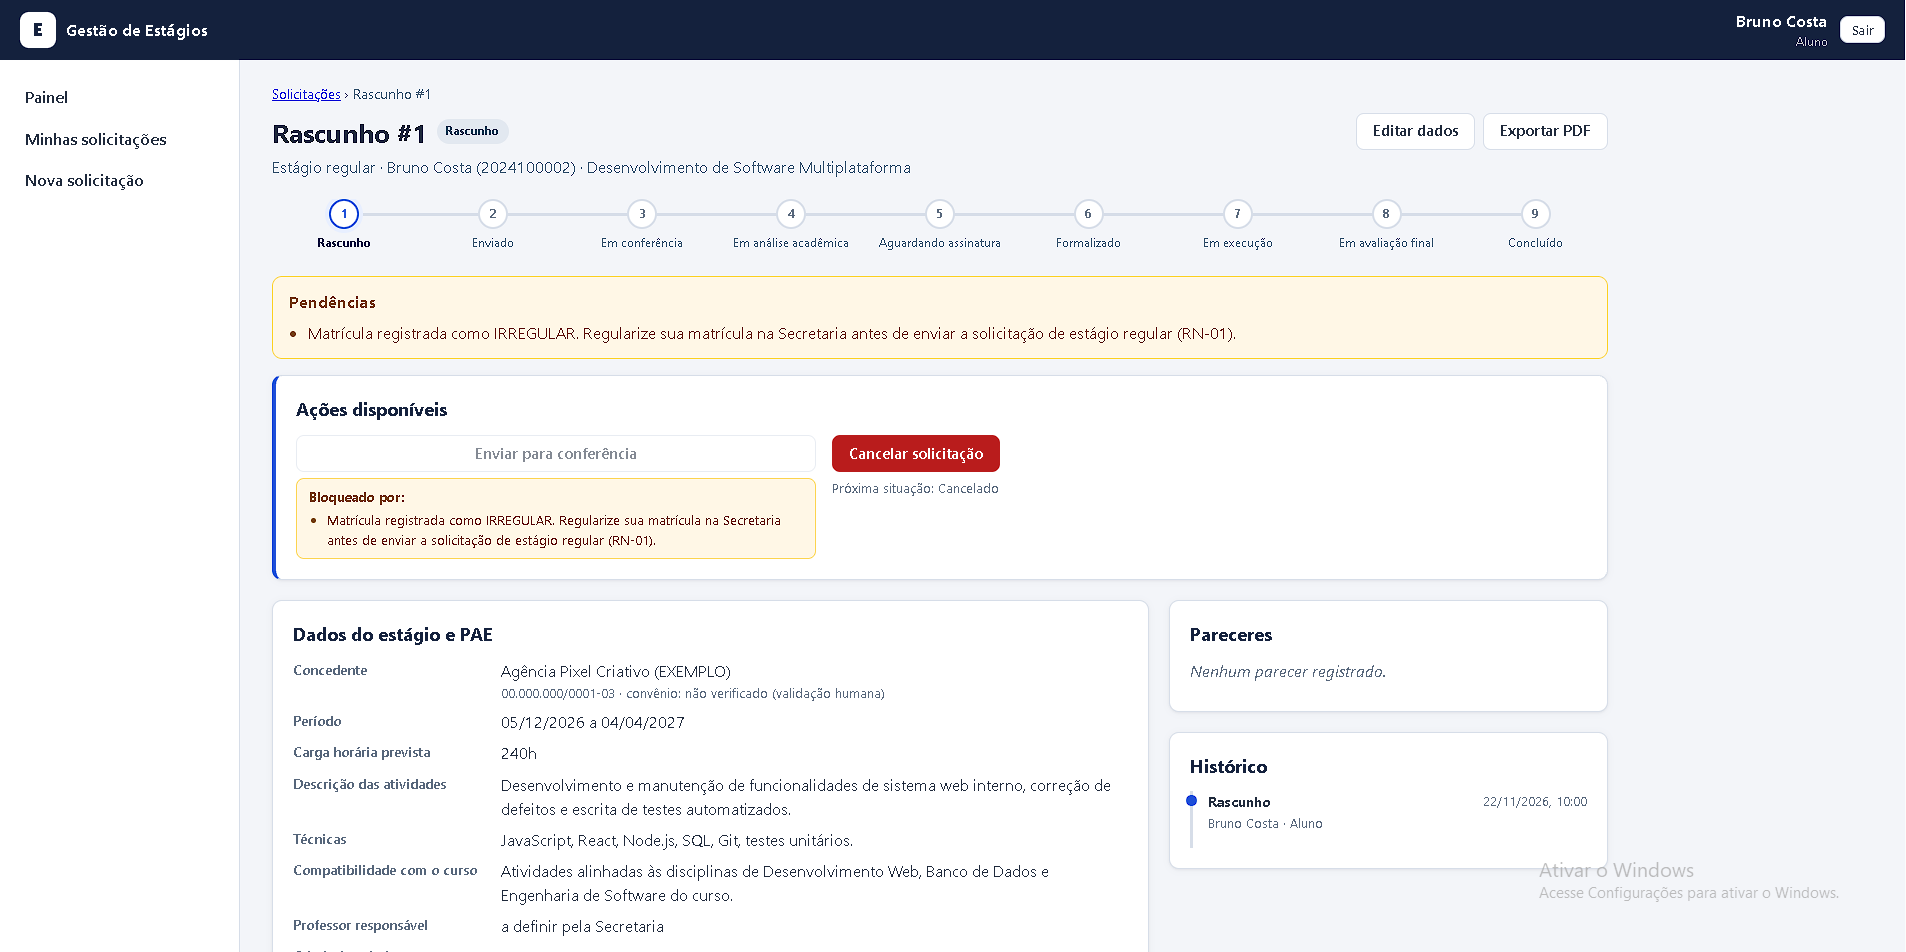 E
Gestão de Estágios
Bruno Costa
Aluno
Sair
Painel
Minhas solicitações
Nova solicitação
Solicitações › Rascunho #1
Rascunho #1
Rascunho
Editar dados
Exportar PDF
Estágio regular · Bruno Costa (2024100002) · Desenvolvimento de Software Multiplataforma
1
2
3
4
5
6
7
8
9
Rascunho
Enviado
Em conferência
Em análise acadêmica
Aguardando assinatura
Formalizado
Em execução
Em avaliação final
Concluído
Pendências
• Matrícula registrada como IRREGULAR. Regularize sua matrícula na Secretaria antes de enviar a solicitação de estágio regular (RN-01).
Ações disponíveis
Enviar para conferência
Bloqueado por:
• Matrícula registrada como IRREGULAR. Regularize sua matrícula na Secretaria
antes de enviar a solicitação de estágio regular (RN-01).
Cancelar solicitação
Próxima situação: Cancelado
Dados do estágio e PAE
Concedente
Agência Pixel Criativo (EXEMPLO)
00.000.000/0001-03 · convênio: não verificado (validação humana)
Período
05/12/2026 a 04/04/2027
Carga horária prevista
240h
Descrição das atividades
Desenvolvimento e manutenção de funcionalidades de sistema web interno, correção de
defeitos e escrita de testes automatizados.
Técnicas
JavaScript, React, Node.js, SQL, Git, testes unitários.
Compatibilidade com o curso
Atividades alinhadas às disciplinas de Desenvolvimento Web, Banco de Dados e
Engenharia de Software do curso.
Professor responsável
a definir pela Secretaria
Pareceres
Nenhum parecer registrado.
Histórico
Rascunho
22/11/2026, 10:00
Bruno Costa · Aluno
Ativar o Windows
Acesse Configurações para ativar o Windows.